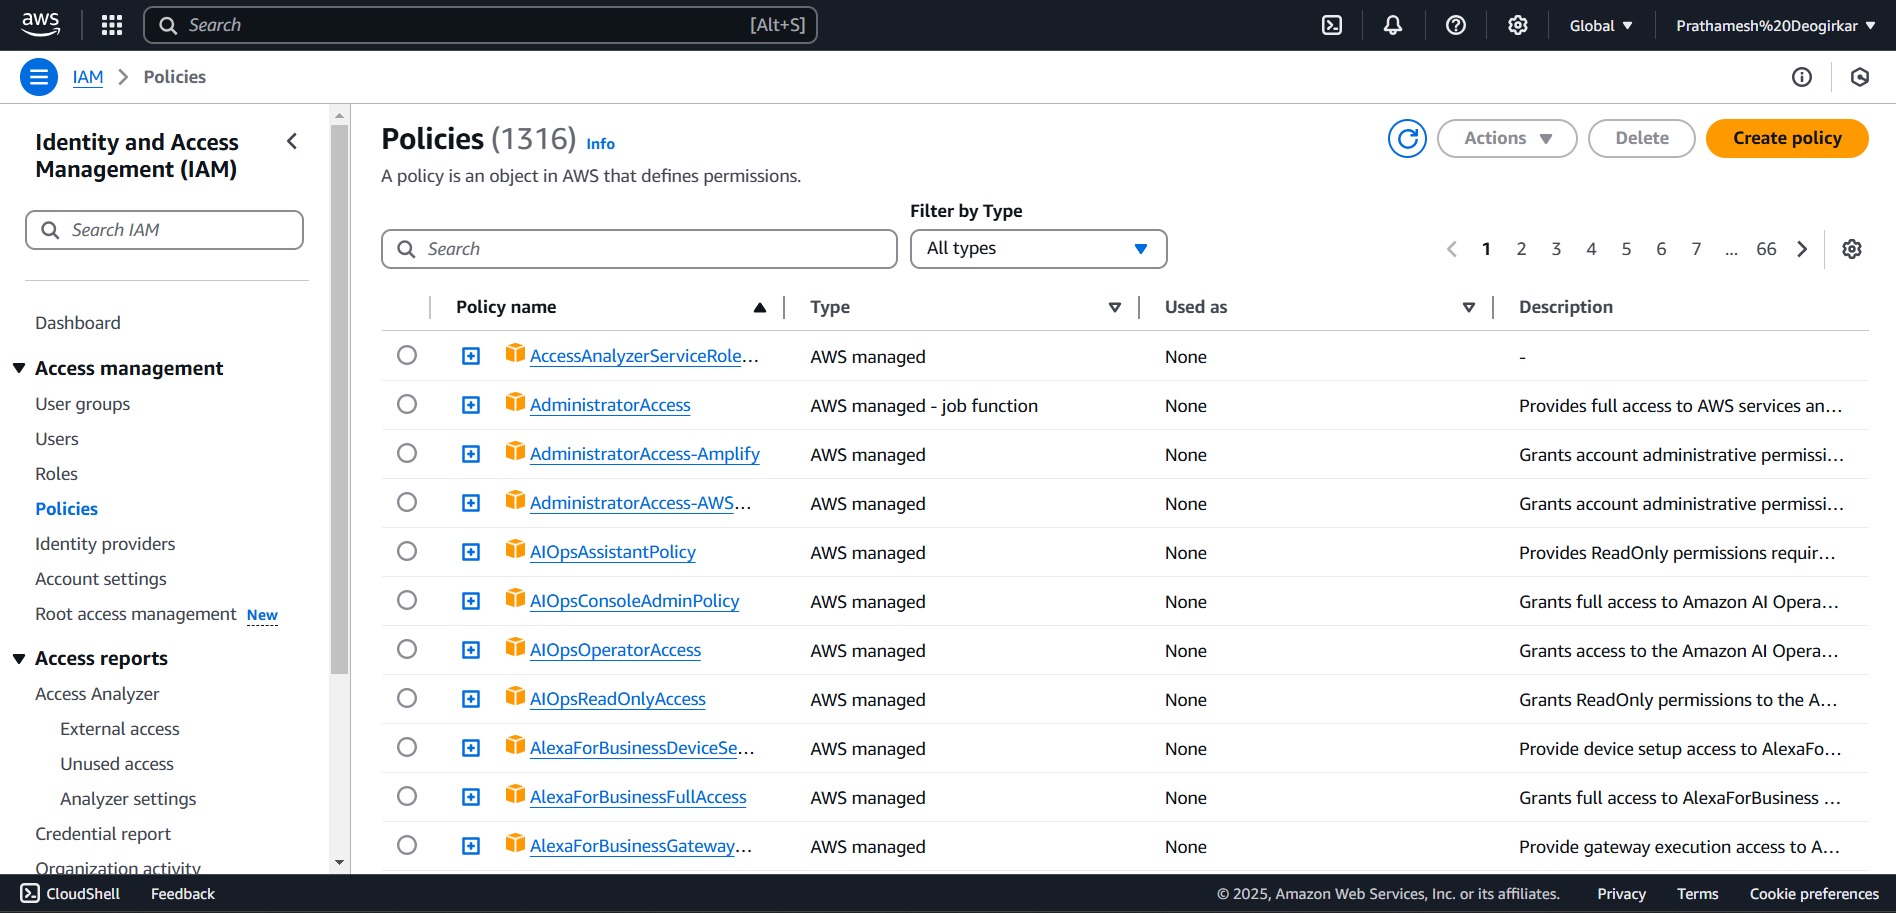 aws
Search [Alt+S]
Global
Prathamesh%20Deogirkar
IAM Policies
Identity and Access
Management (IAM)
Search IAM
Dashboard
Access management
User groups
Users
Roles
Policies
Identity providers
Account settings
Root access management New
Access reports
Access Analyzer
External access
Unused access
Analyzer settings
Credential report
Organization activity
Policies (1316) Info
Actions
Delete
Create policy
A policy is an object in AWS that defines permissions.
Filter by Type
Search
All types
1 2 3 4 5 6 7 ... 66
Policy name Type Used as Description
AccessAnalyzerServiceRole... AWS managed None -
AdministratorAccess AWS managed - job function None Provides full access to AWS services an...
AdministratorAccess-Amplify AWS managed None Grants account administrative permissi...
AdministratorAccess-AWS... AWS managed None Grants account administrative permissi...
AIOpsAssistantPolicy AWS managed None Provides ReadOnly permissions requir...
AIOpsConsoleAdminPolicy AWS managed None Grants full access to Amazon AI Opera...
AIOpsOperatorAccess AWS managed None Grants access to the Amazon AI Opera...
AIOpsReadOnlyAccess AWS managed None Grants ReadOnly permissions to the A...
AlexaForBusinessDeviceSe... AWS managed None Provide device setup access to AlexaFo...
AlexaForBusinessFullAccess AWS managed None Grants full access to AlexaForBusiness ...
AlexaForBusinessGateway... AWS managed None Provide gateway execution access to A...
CloudShell Feedback © 2025, Amazon Web Services, Inc. or its affiliates. Privacy Terms Cookie preferences